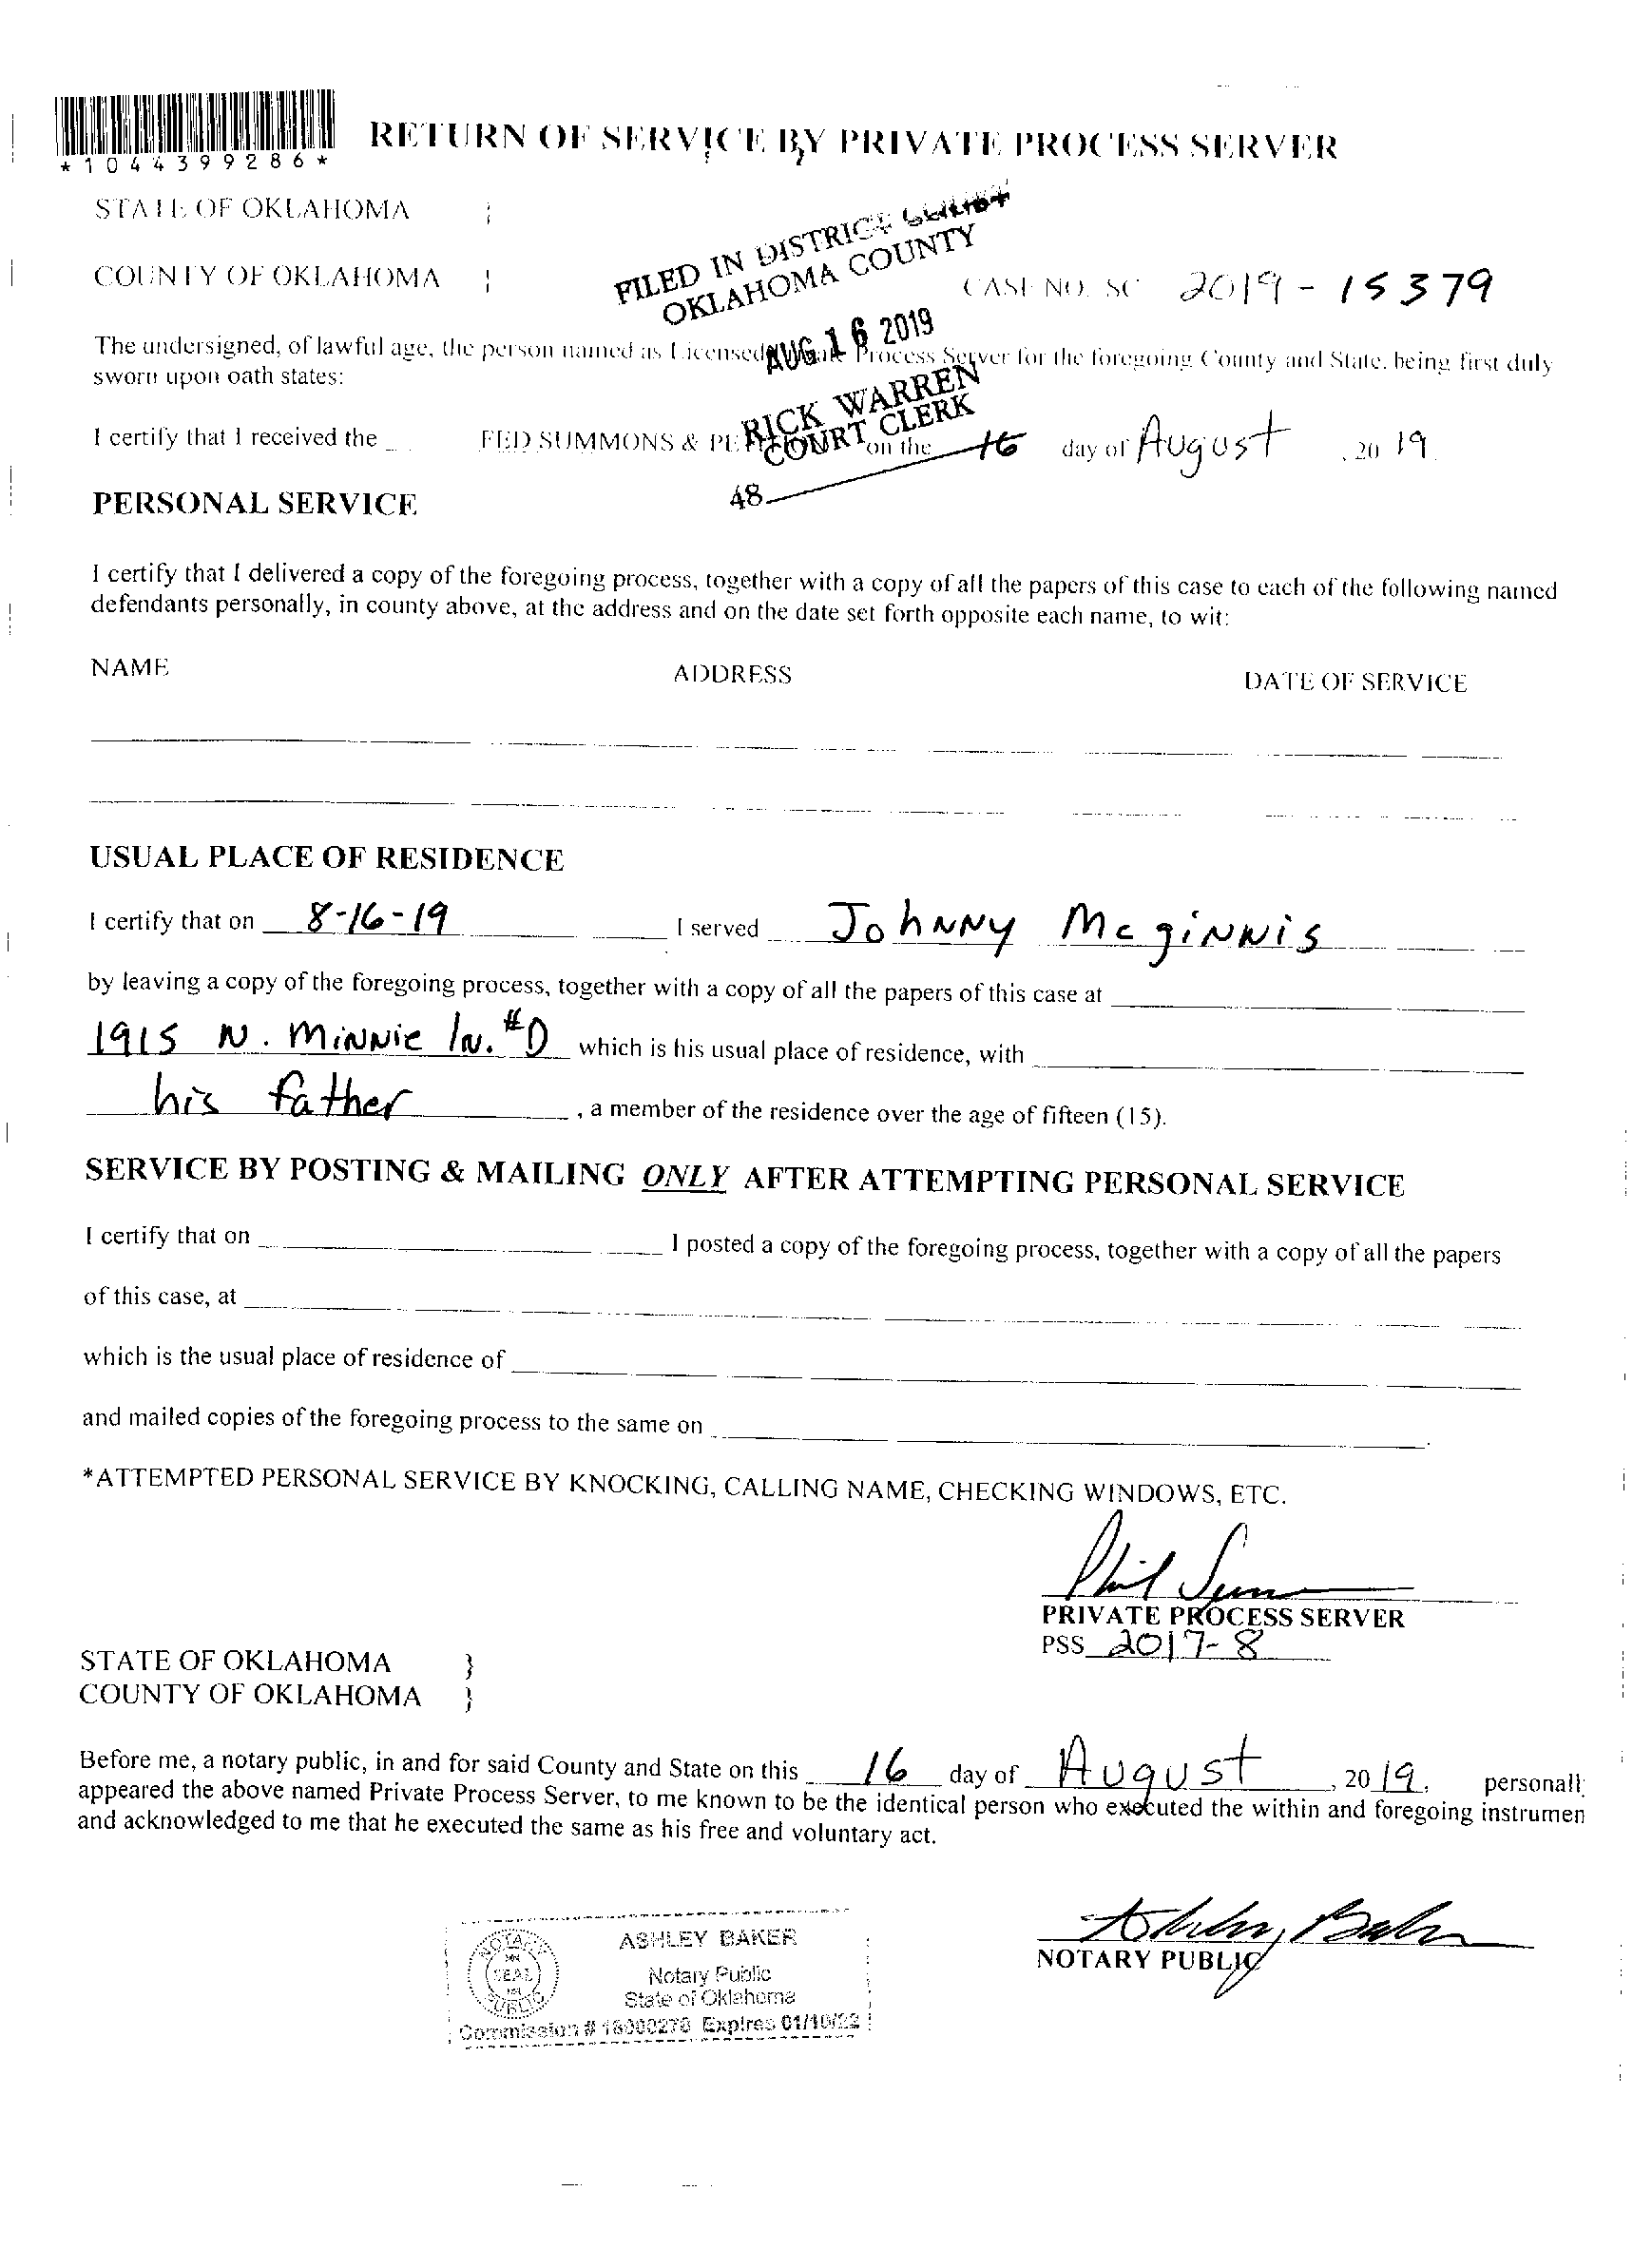 *1044399286*
RETURN OF SERVICE BY PRIVATE PROCESS SERVER
STATE OF OKLAHOMA
FILED IN DISTRICT COURT
OKLAHOMA COUNTY
COUNTY OF OKLAHOMA
CASE NO. SC 2019-15379
AUG 16 2019
The undersigned, of lawful age, the person named as Licensed Process Server for the foregoing County and State, being first duly
sworn upon oath states:
RICK WARREN
COURT CLERK
I certify that I received the FED SUMMONS & on the 16 day of August, 2019.
48
PERSONAL SERVICE
I certify that I delivered a copy of the foregoing process, together with a copy of all the papers of this case to each of the following named
defendants personally, in county above, at the address and on the date set forth opposite each name, to wit:
NAME ADDRESS DATE OF SERVICE
USUAL PLACE OF RESIDENCE
I certify that on 8-16-19 I served Johnny McGinnis
by leaving a copy of the foregoing process, together with a copy of all the papers of this case at
1915 N. Minnie ln. #D which is his usual place of residence, with
his father, a member of the residence over the age of fifteen (15).
SERVICE BY POSTING & MAILING ONLY AFTER ATTEMPTING PERSONAL SERVICE
I certify that on I posted a copy of the foregoing process, together with a copy of all the papers
of this case, at
which is the usual place of residence of
and mailed copies of the foregoing process to the same on .
*ATTEMPTED PERSONAL SERVICE BY KNOCKING, CALLING NAME, CHECKING WINDOWS, ETC.
Phil
PRIVATE PROCESS SERVER
PSS 2017-8
STATE OF OKLAHOMA }
COUNTY OF OKLAHOMA }
Before me, a notary public, in and for said County and State on this 16 day of August, 2019, personall
appeared the above named Private Process Server, to me known to be the identical person who executed the within and foregoing instrumen
and acknowledged to me that he executed the same as his free and voluntary act.
Ashley Baker
NOTARY PUBLIC
NOTARY
SEAL
PUBLIC
ASHLEY BAKER
Notary Public
State of Oklahoma
Commission # 18000270 Expires 01/10/22